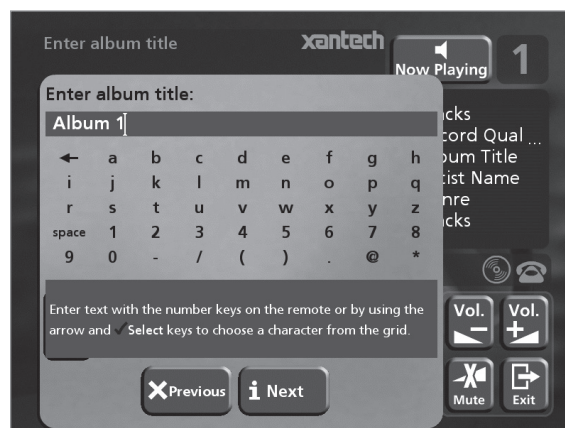 Enter album title
xantech
Now Playing
1
Enter album title:
Album 1
a b c d e f g h
i j k l m n o p q
r s t u v w x y z
space 1 2 3 4 5 6 7 8
9 0 - / ( ) . @ *
cks
cord Qual ...
bum Title
tist Name
nre
cks
Enter text with the number keys on the remote or by using the
arrow and ✓Select keys to choose a character from the grid.
Vol. Vol.
− +
X Previous
i Next
Mute Exit